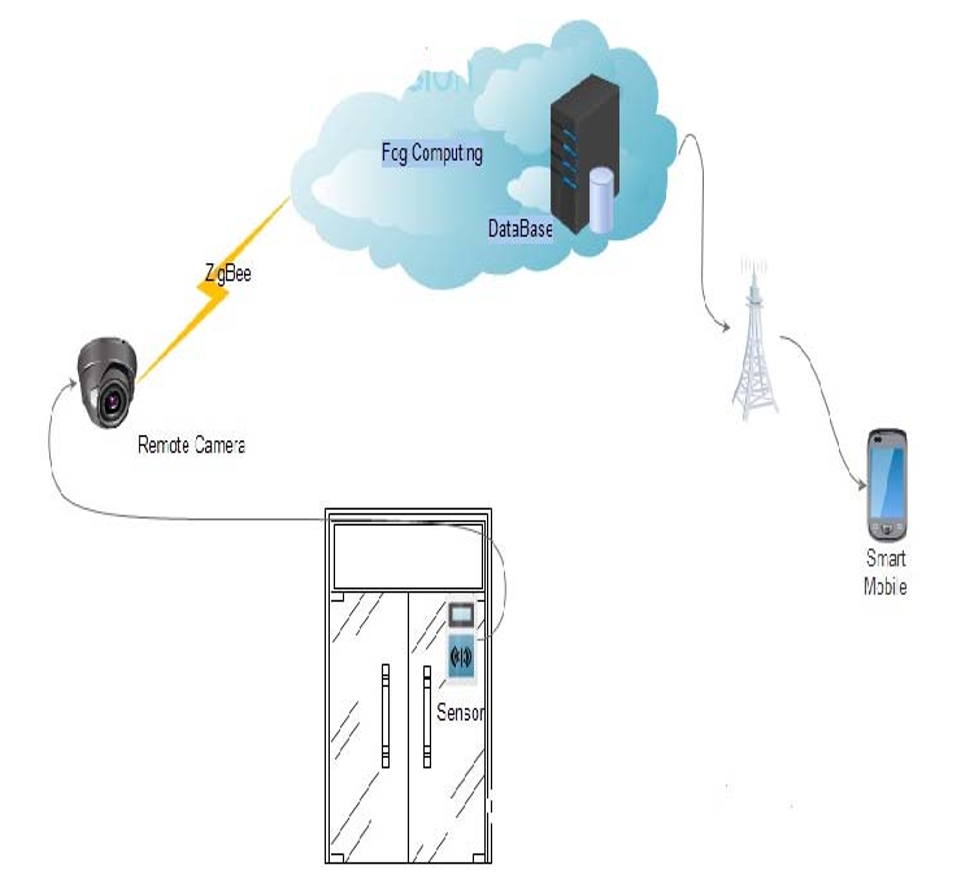 Fog Computing
DataBase
ZigBee
Remote Camera
Smart
Mobile
Sensor